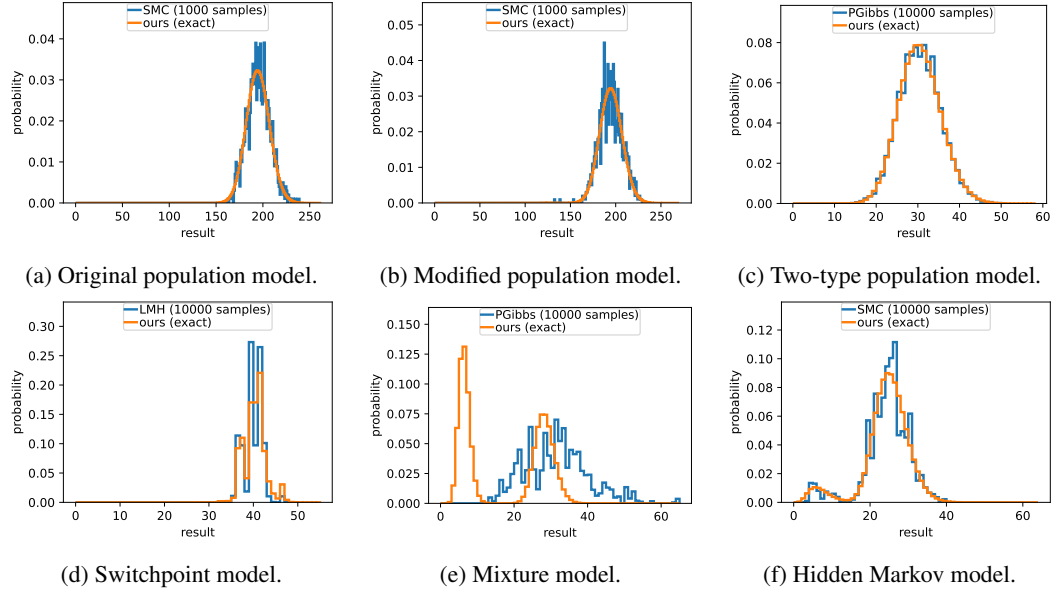 SMC (1000 samples)
ours (exact)
0.04
0.03
0.02
0.01
0.00
probability
0
50
100
150
200
250
result
(a) Original population model.
SMC (1000 samples)
ours (exact)
0.05
0.04
0.03
0.02
0.01
0.00
probability
0
50
100
150
200
250
result
(b) Modified population model.
PGibbs (10000 samples)
ours (exact)
0.08
0.06
0.04
0.02
0.00
probability
0
10
20
30
40
50
60
result
(c) Two-type population model.
LMH (10000 samples)
ours (exact)
0.30
0.25
0.20
0.15
0.10
0.05
0.00
probability
0
10
20
30
40
50
result
(d) Switchpoint model.
PGibbs (10000 samples)
ours (exact)
0.150
0.125
0.100
0.075
0.050
0.025
0.000
probability
0
20
40
60
result
(e) Mixture model.
SMC (10000 samples)
ours (exact)
0.12
0.10
0.08
0.06
0.04
0.02
0.00
probability
0
20
40
60
result
(f) Hidden Markov model.